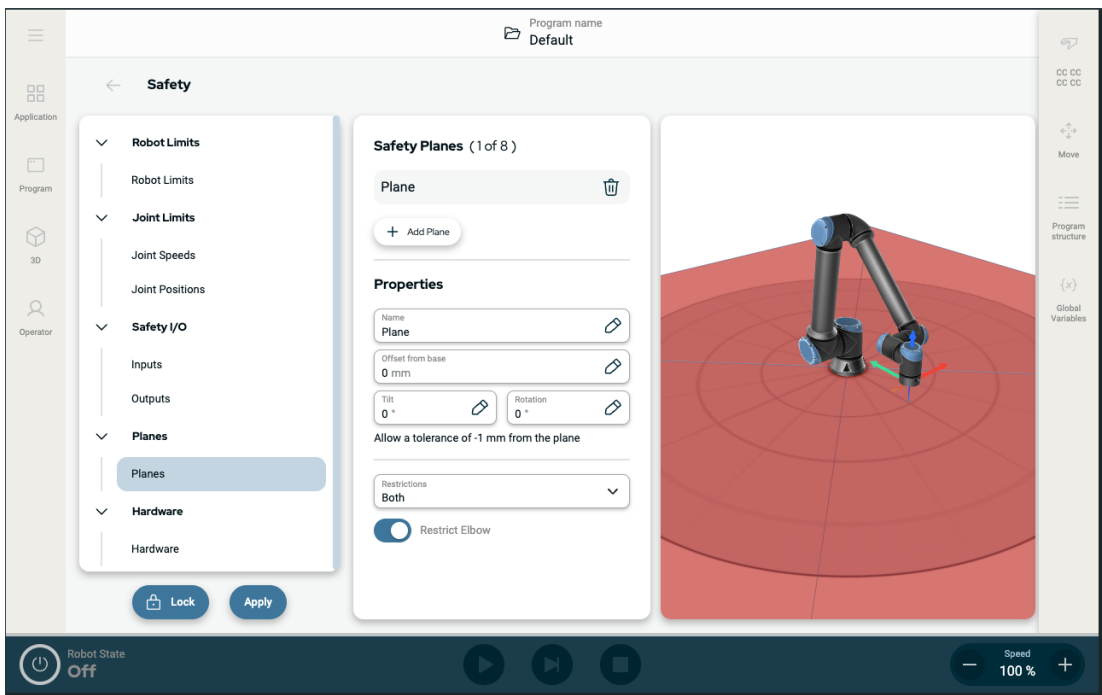 Program name
Default
Safety
Application
Program
3D
Operator
Robot Limits
Robot Limits
Joint Limits
Joint Speeds
Joint Positions
Safety I/O
Inputs
Outputs
Planes
Planes
Hardware
Hardware
Lock
Apply
Safety Planes (1 of 8)
Plane
+ Add Plane
Properties
Name
Plane
Offset from base
0 mm
Tilt
0 °
Rotation
0 °
Allow a tolerance of -1 mm from the plane
Restrictions
Both
Restrict Elbow
CC CC
CC CC
Move
Program
structure
{x}
Global
Variables
Robot State
Off
Speed
100 %